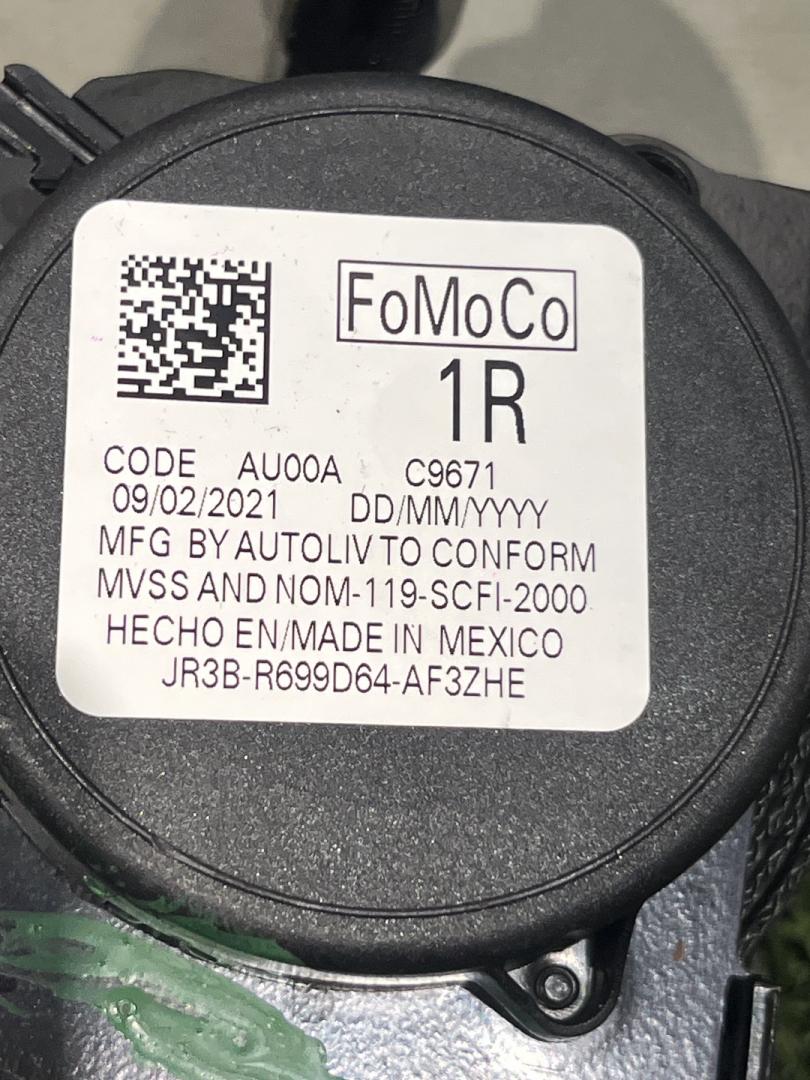 FoMoCo
1R
CODE AU00A C9671
09/02/2021 DD/MM/YYYY
MFG BY AUTOLIV TO CONFORM
MVSS AND NOM-119-SCFI-2000
HECHO EN/MADE IN MEXICO
JR3B-R699D64-AF3ZHE